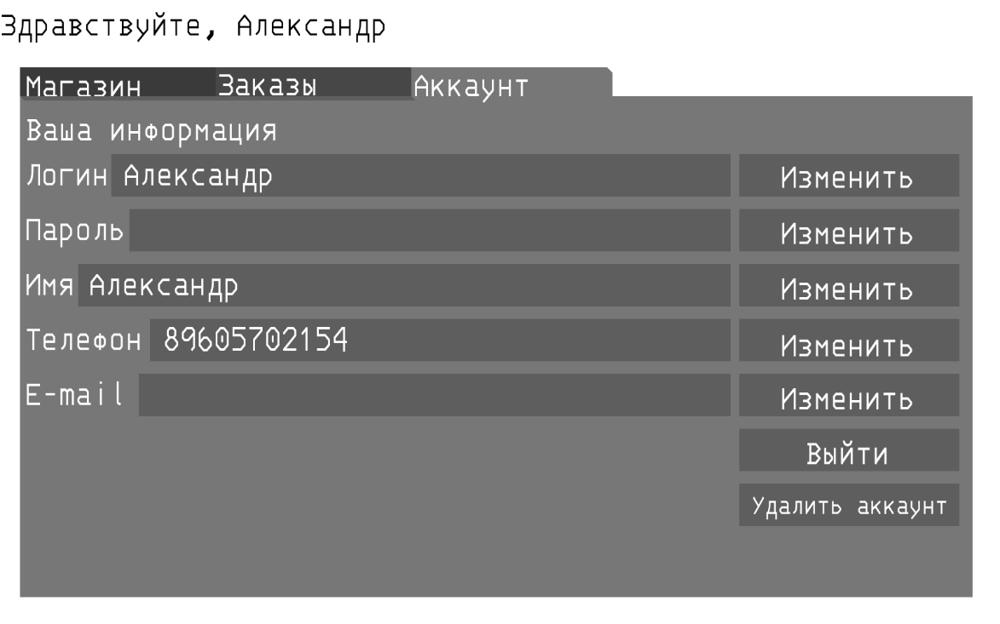 Здравствуйте, Александр
Магазин Заказы Аккаунт
Ваша информация
Логин Александр Изменить
Пароль Изменить
Имя Александр Изменить
Телефон 89605702154 Изменить
E-mail Изменить
Выйти
Удалить аккаунт